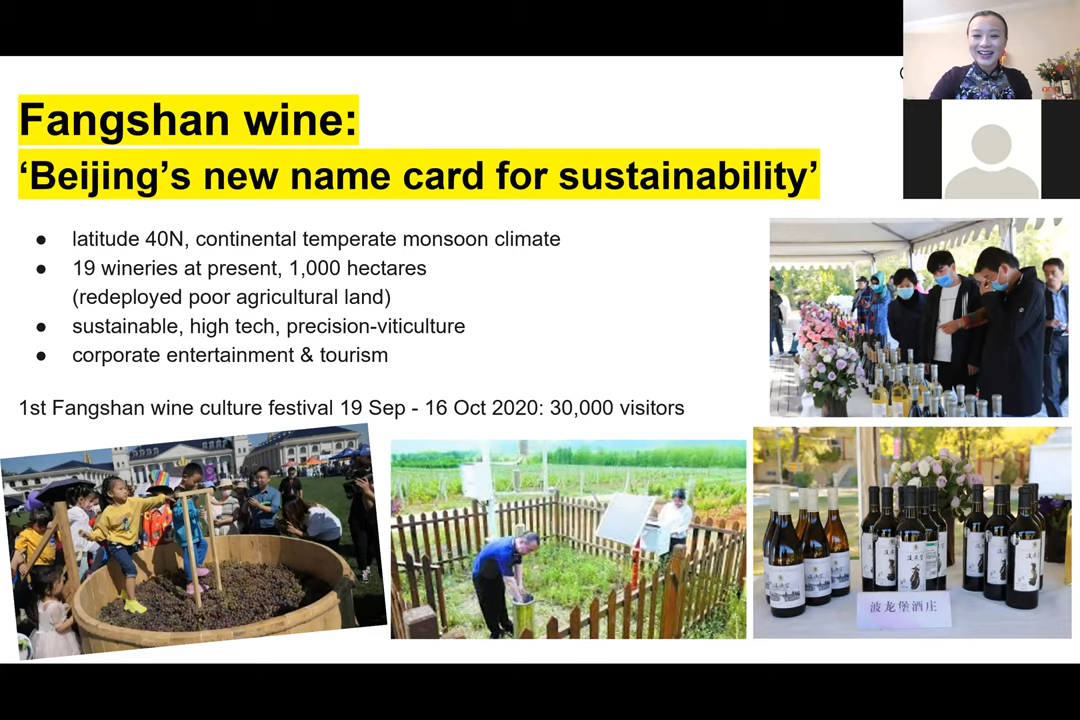 Fangshan wine:
‘Beijing’s new name card for sustainability’
● latitude 40N, continental temperate monsoon climate
● 19 wineries at present, 1,000 hectares
(redeployed poor agricultural land)
● sustainable, high tech, precision-viticulture
● corporate entertainment & tourism
1st Fangshan wine culture festival 19 Sep - 16 Oct 2020: 30,000 visitors
波龙堡酒庄